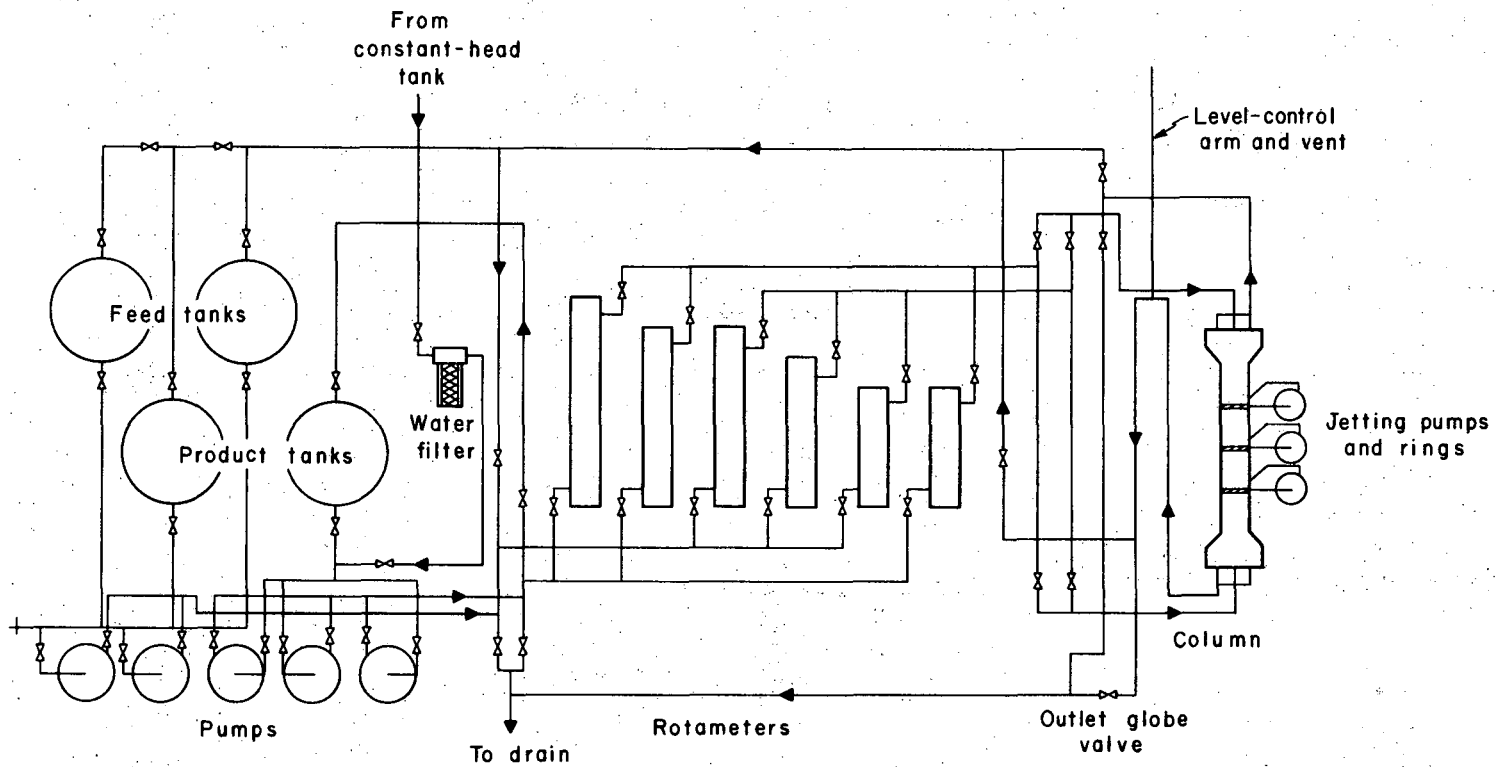 From
constant-head
tank
Level-control
arm and vent
Feed tanks
Water
filter
Product tanks
Jetting pumps
and rings
Column
Pumps
To drain
Rotameters
Outlet globe
valve